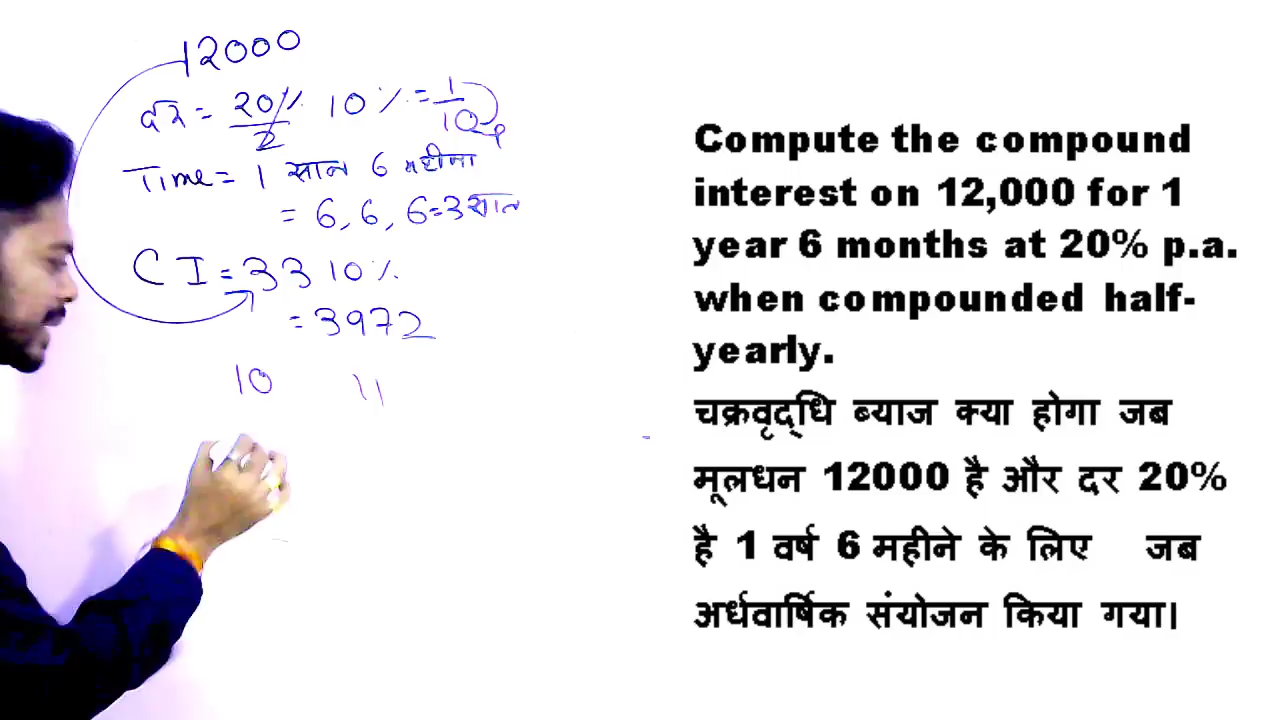 12000
दर = 20%/2 10% = 1/10
Time = 1 साल 6 महीना
= 6, 6, 6 = 3 साल
CI = 33 10%
= 3972
10 11
Compute the compound
interest on 12,000 for 1
year 6 months at 20% p.a.
when compounded half-
yearly.
चक्रवृद्धि ब्याज क्या होगा जब
मूलधन 12000 है और दर 20%
है 1 वर्ष 6 महीने के लिए जब
अर्धवार्षिक संयोजन किया गया।